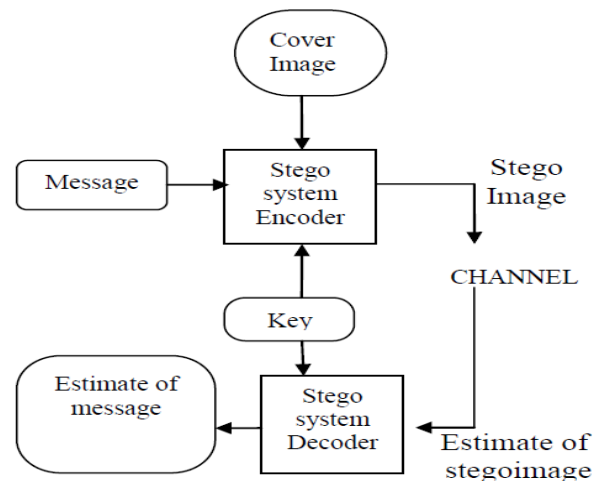 Cover
Image
Message
Stego
system
Encoder
Stego
Image
CHANNEL
Key
Estimate of
message
Stego
system
Decoder
Estimate of
stegoimage